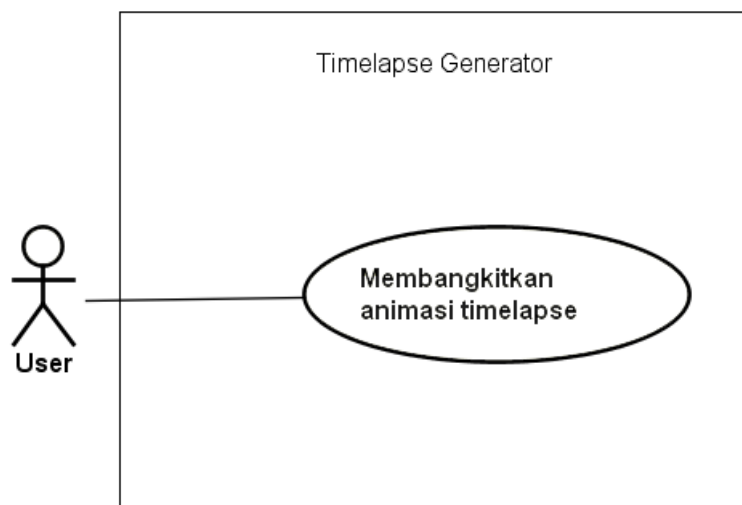 Timelapse Generator
Membangkitkan
animasi timelapse
User